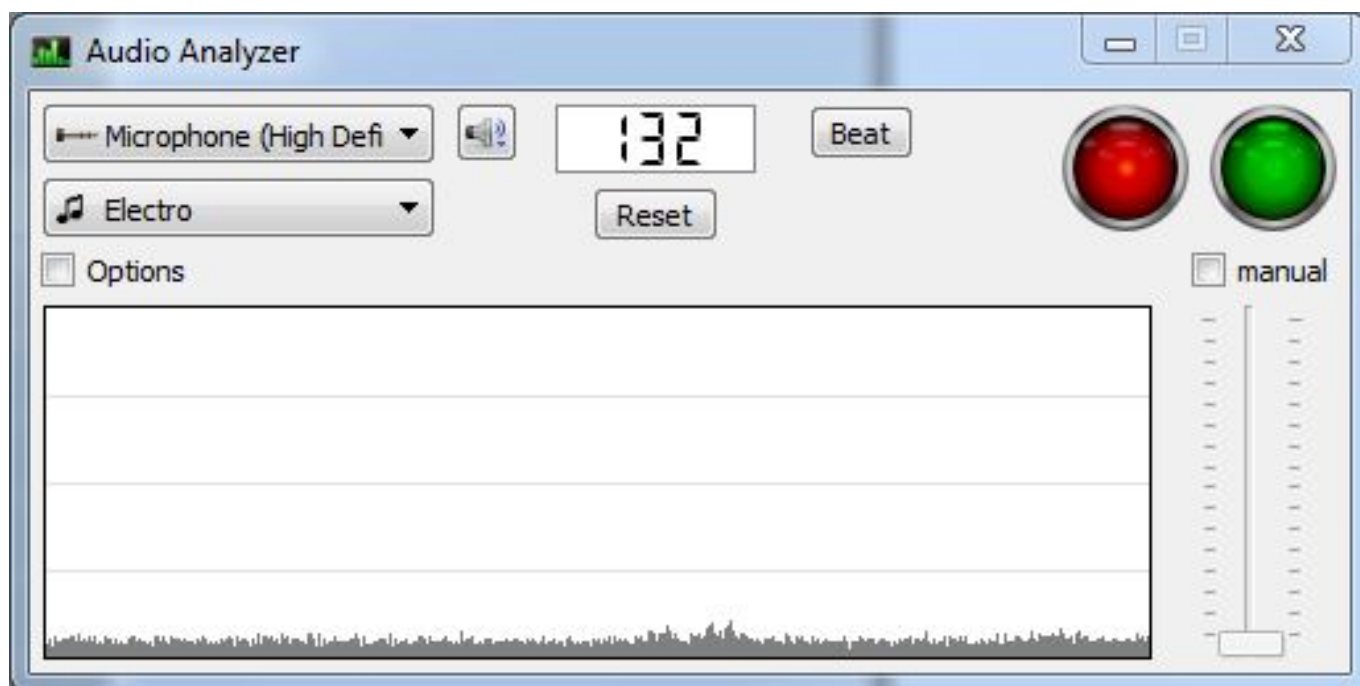 Audio Analyzer
Microphone (High Defi
132
Beat
Electro
Reset
Options
manual